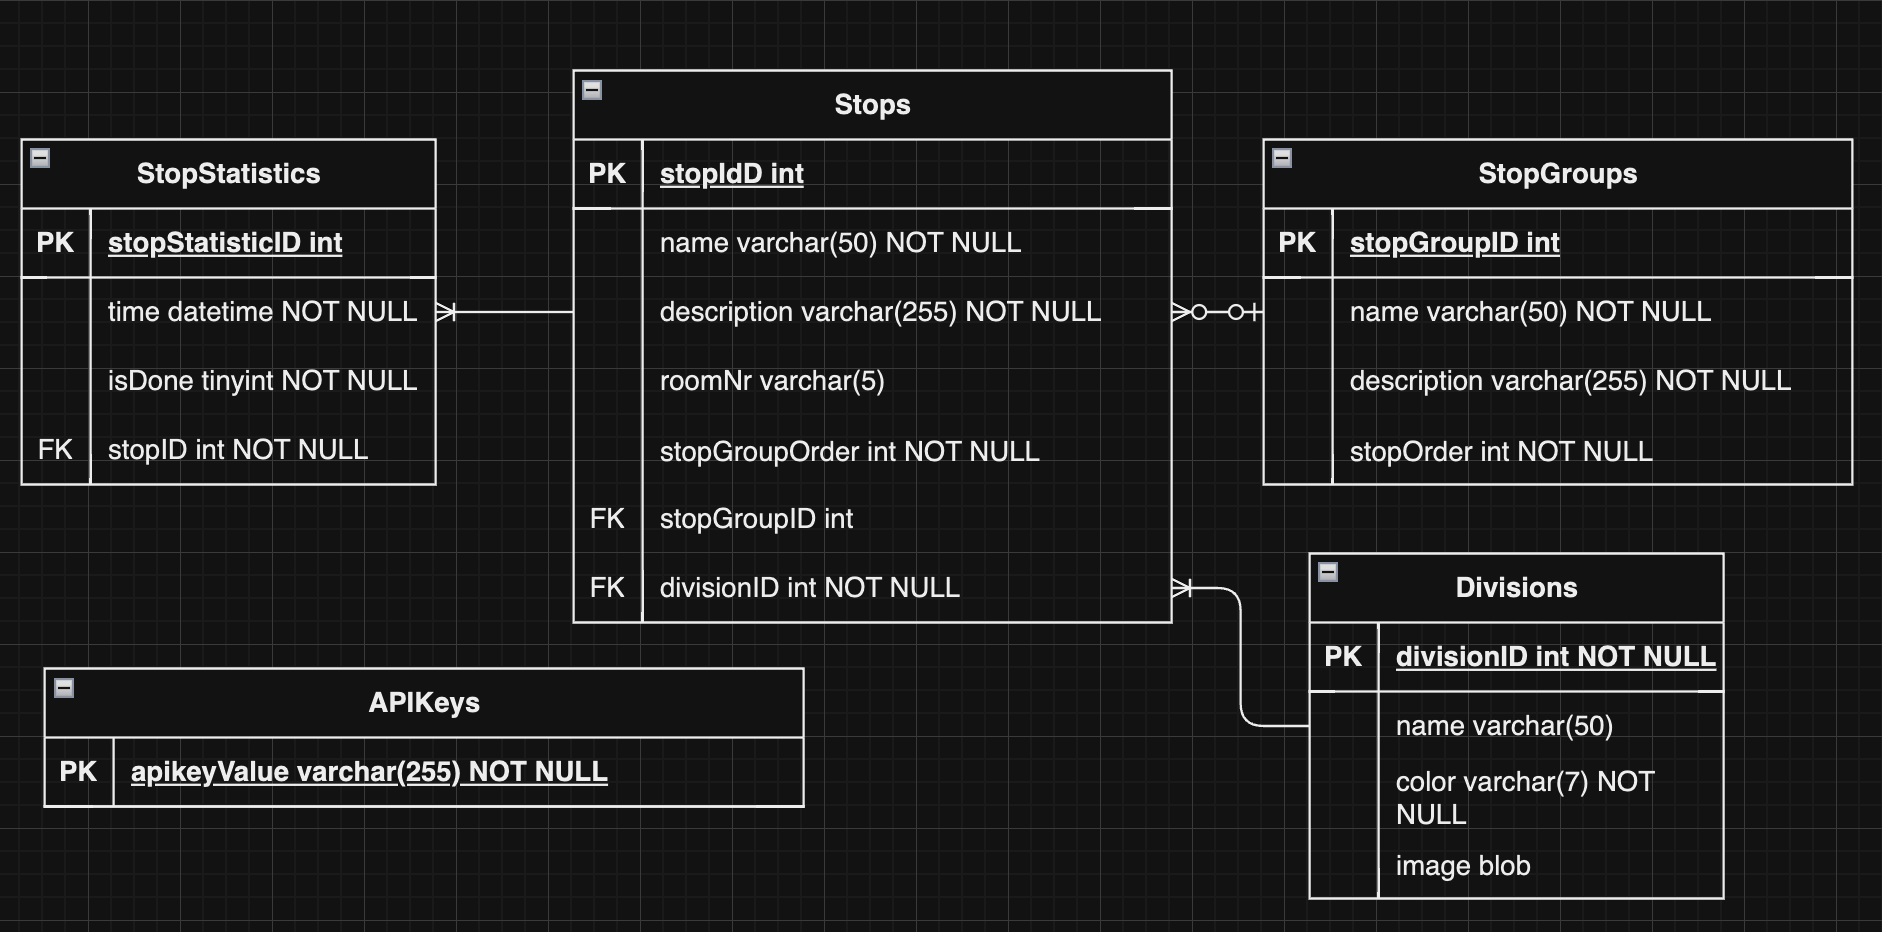 StopStatistics
PK stopStatisticID int
time datetime NOT NULL
isDone tinyint NOT NULL
FK stopID int NOT NULL
Stops
PK stopIdD int
name varchar(50) NOT NULL
description varchar(255) NOT NULL
roomNr varchar(5)
stopGroupOrder int NOT NULL
FK stopGroupID int
FK divisionID int NOT NULL
StopGroups
PK stopGroupID int
name varchar(50) NOT NULL
description varchar(255) NOT NULL
stopOrder int NOT NULL
Divisions
PK divisionID int NOT NULL
name varchar(50)
color varchar(7) NOT
NULL
image blob
APIKeys
PK apikeyValue varchar(255) NOT NULL